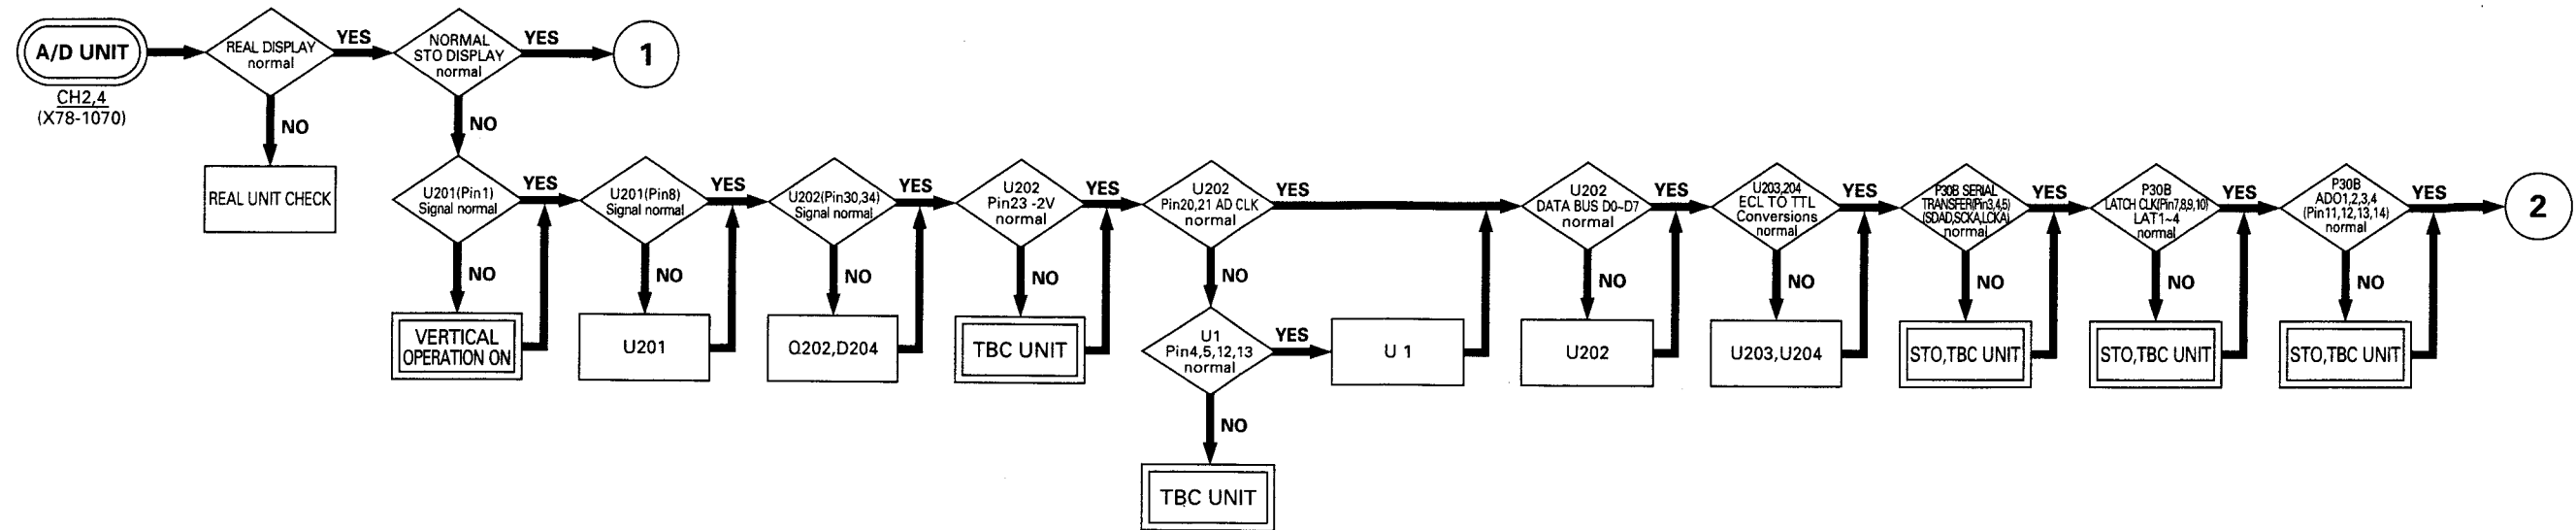 A/D UNIT
CH2,4
(X78-1070)
REAL DISPLAY
normal
YES
NO
REAL UNIT CHECK
NORMAL
STO DISPLAY
normal
YES
1
NO
U201(Pin1)
Signal normal
YES
NO
VERTICAL
OPERATION ON
U201(Pin8)
Signal normal
YES
NO
U201
U202(Pin30,34)
Signal normal
YES
NO
Q202,D204
U202
Pin23 -2V
normal
YES
NO
TBC UNIT
U202
Pin20,21 AD CLK
normal
YES
NO
U1
Pin4,5,12,13
normal
YES
U 1
NO
TBC UNIT
U202
DATA BUS D0~D7
normal
YES
NO
U202
U203,204
ECL TO TTL
Conversions
normal
YES
NO
U203,U204
P30B SERIAL
TRANSFER(Pin3,4,5)
(SDAD,SCKA,LCKA)
normal
YES
NO
STO,TBC UNIT
P30B
LATCH CLK(Pin7,8,9,10)
LAT1~4
normal
YES
NO
STO,TBC UNIT
P30B
ADO1,2,3,4
(Pin11,12,13,14)
normal
YES
2
NO
STO,TBC UNIT